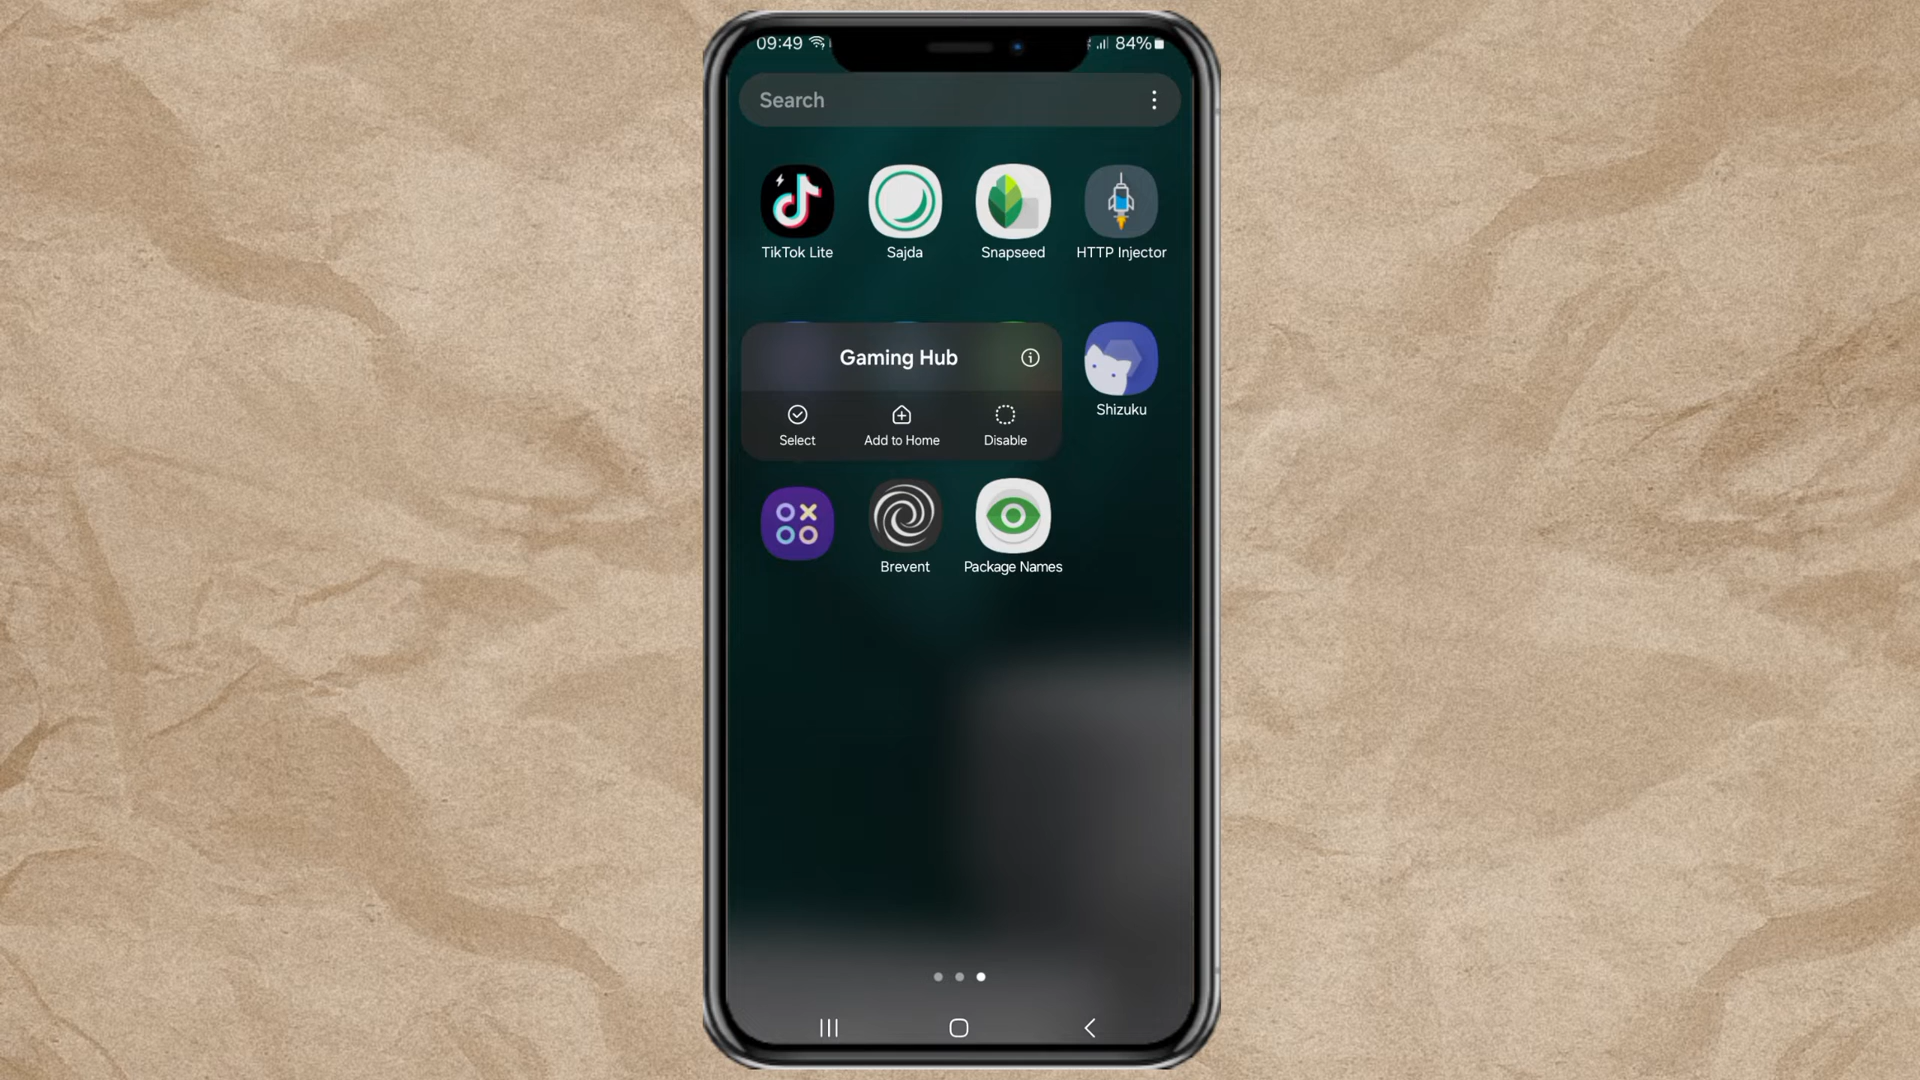 09:49
84%
Search
TikTok Lite
Sajda
Snapseed
HTTP Injector
Gaming Hub
Select
Add to Home
Disable
Shizuku
Brevent
Package Names